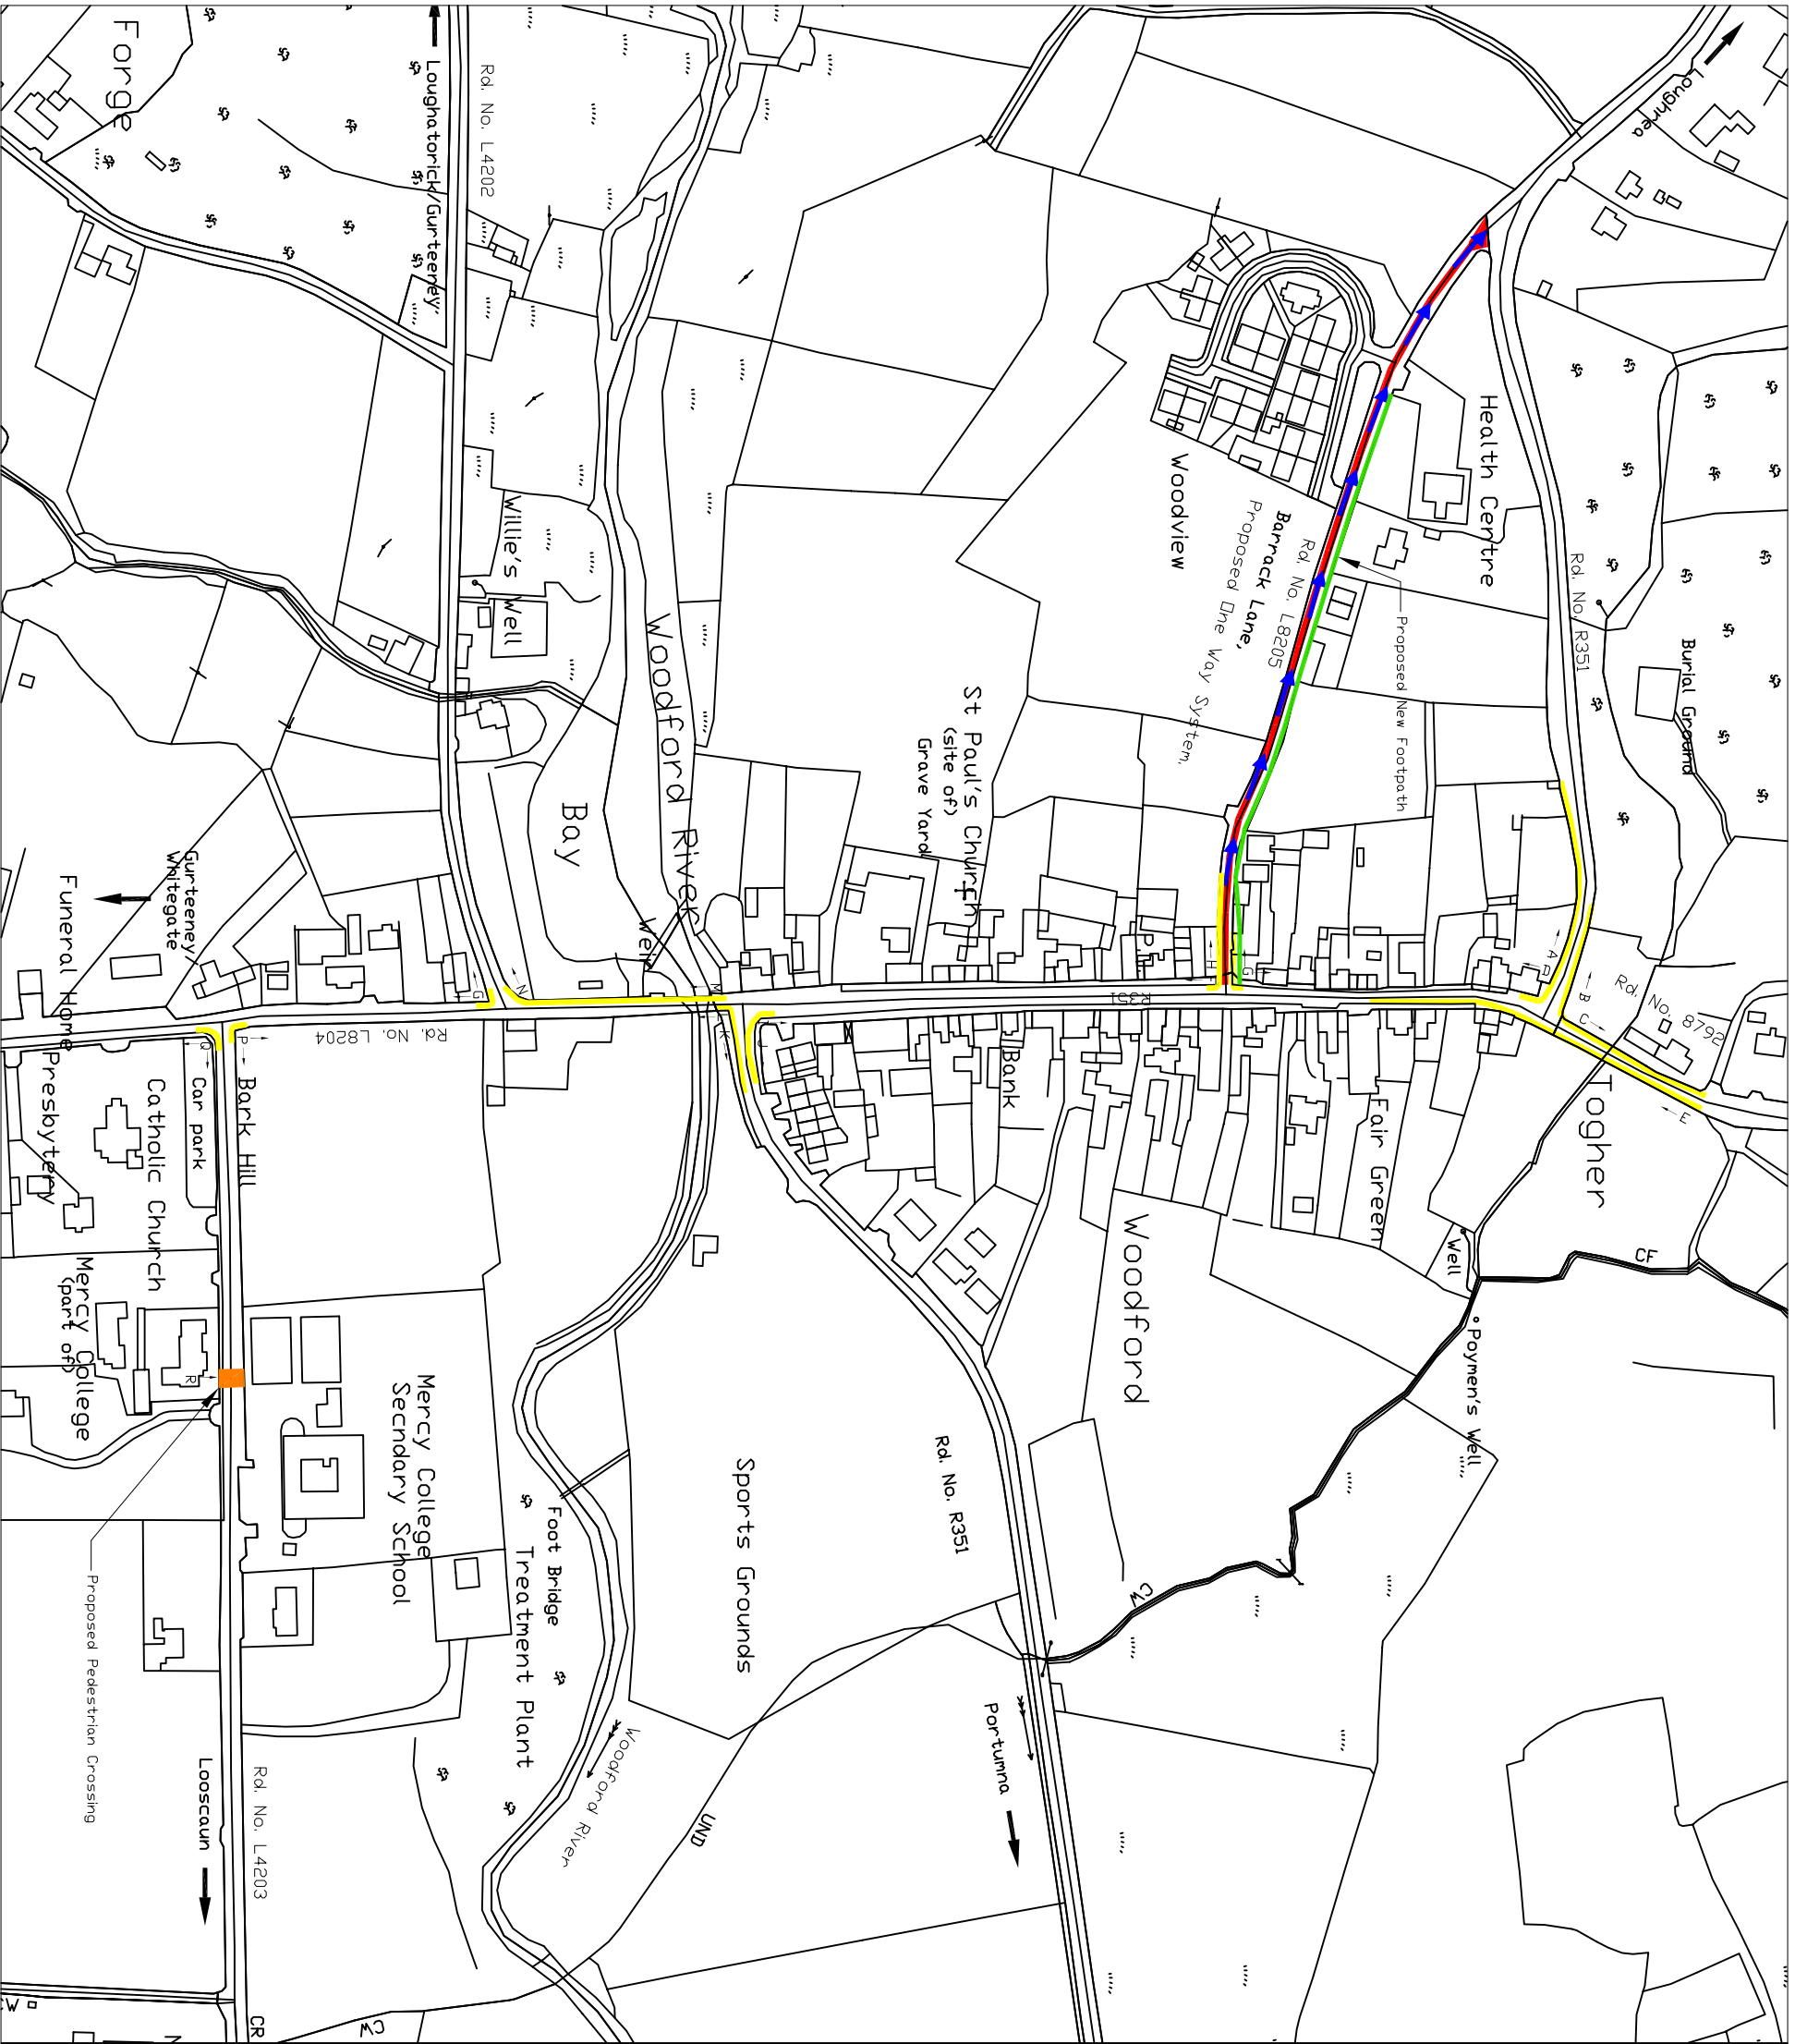 Loughrea
Forge
Loughatorick/Gurteeney
Rd. No. L4202
Health Centre
Woodview
Barrack Lane,
Proposed One Way System.
Rd. No. L8205
Proposed New Footpath
Rd. No. R351
Burial Ground
Willie's Well
Woodford River
Bay
St Paul's Church
(site of)
Grave Yard
Well
P.
Gurteeney/
Whitegate
Funeral Home
Rd. No. L8204
R351
Rd. No. 8792
A
B
C
D
E
G
H
J
K
L
M
N
G
P
Q
R
Togher
Fair Green
Bank
Woodford
Well
CF
Poymen's Well
Car park
Bark Hill
Catholic Church
Presbytery
Mercy College
(part of)
Mercy College
Secndary School
Foot Bridge
Treatment Plant
Sports Grounds
Rd. No. R351
CW
Portumna
Woodford River
UND
Proposed Pedestrian Crossing
Looscaun
Rd. No. L4203
CR
CW
CW
N